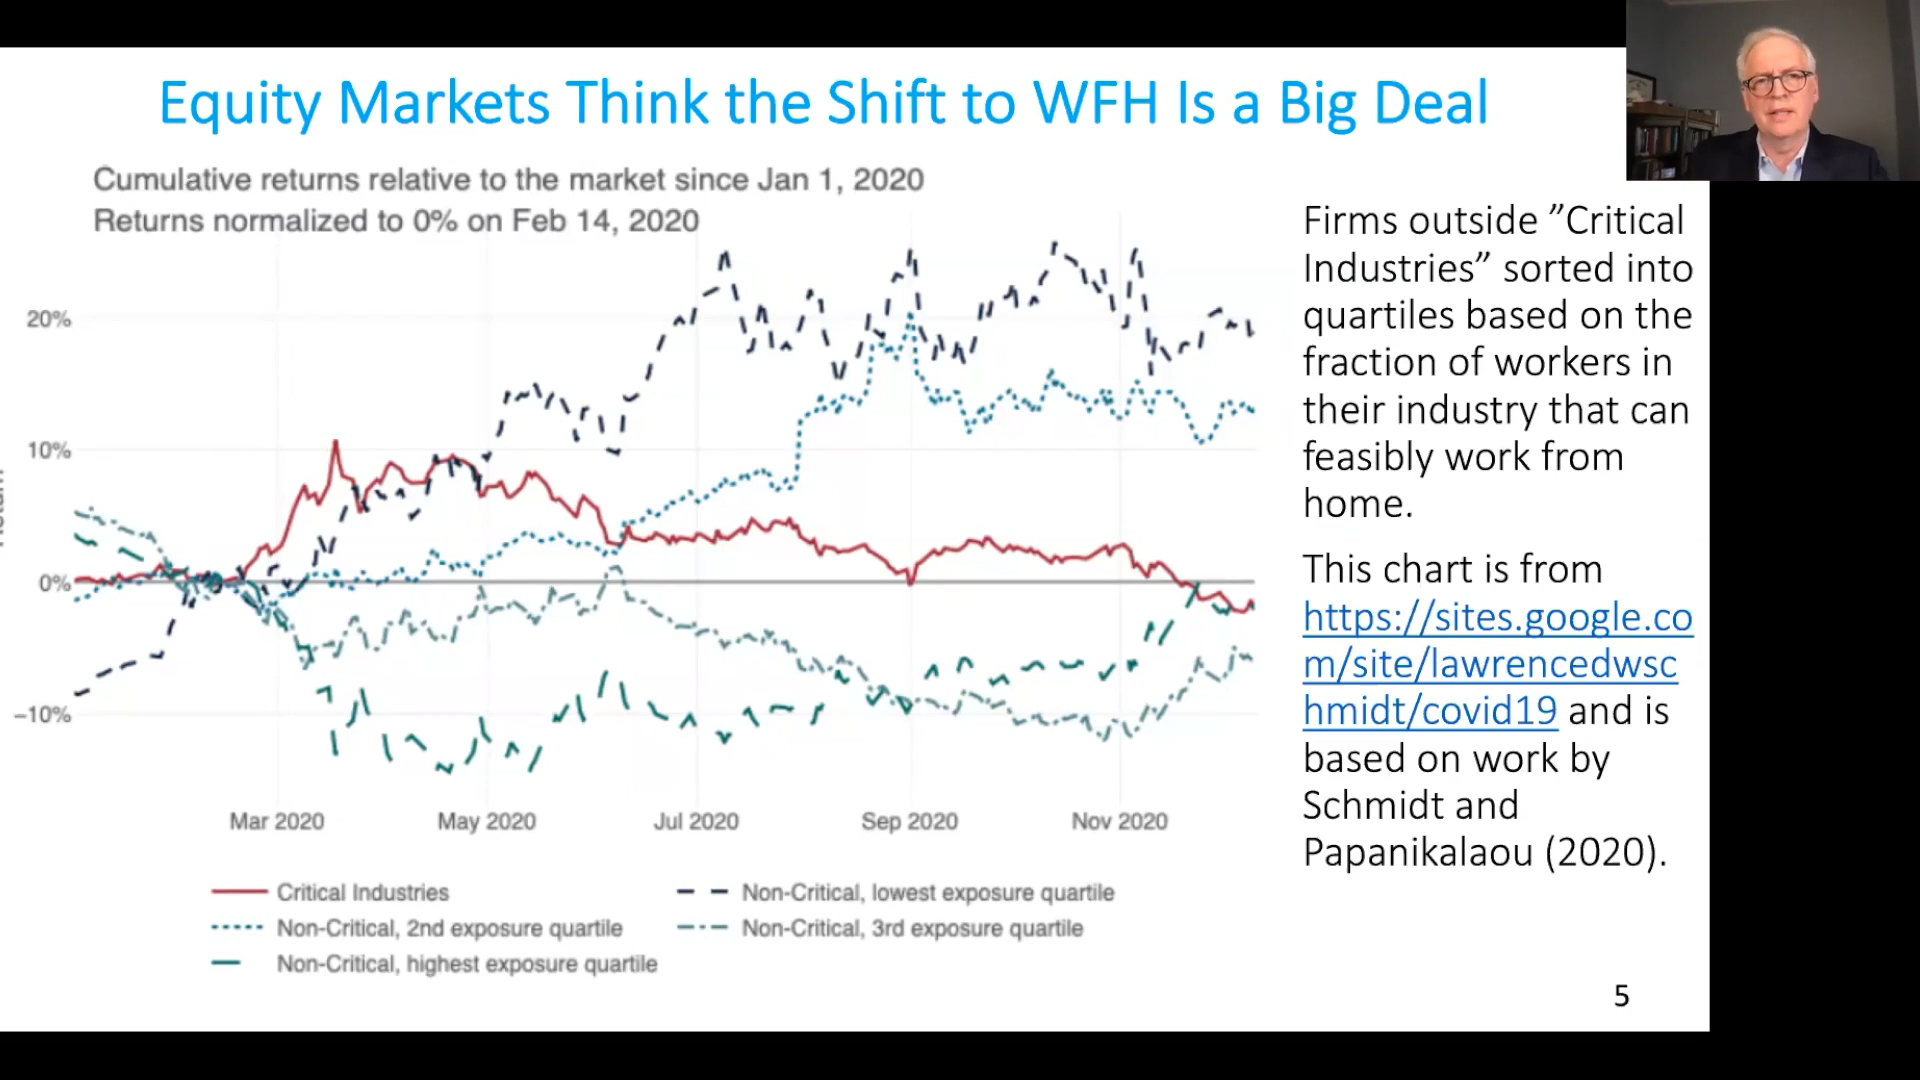 Equity Markets Think the Shift to WFH Is a Big Deal
Cumulative returns relative to the market since Jan 1, 2020
Returns normalized to 0% on Feb 14, 2020
20%
10%
0%
−10%
Mar 2020
May 2020
Jul 2020
Sep 2020
Nov 2020
Critical Industries
Non-Critical, lowest exposure quartile
Non-Critical, 2nd exposure quartile
Non-Critical, 3rd exposure quartile
Non-Critical, highest exposure quartile
Firms outside ”Critical
Industries” sorted into
quartiles based on the
fraction of workers in
their industry that can
feasibly work from
home.
This chart is from
https://sites.google.co
m/site/lawrencedwsc
hmidt/covid19 and is
based on work by
Schmidt and
Papanikalaou (2020).
5